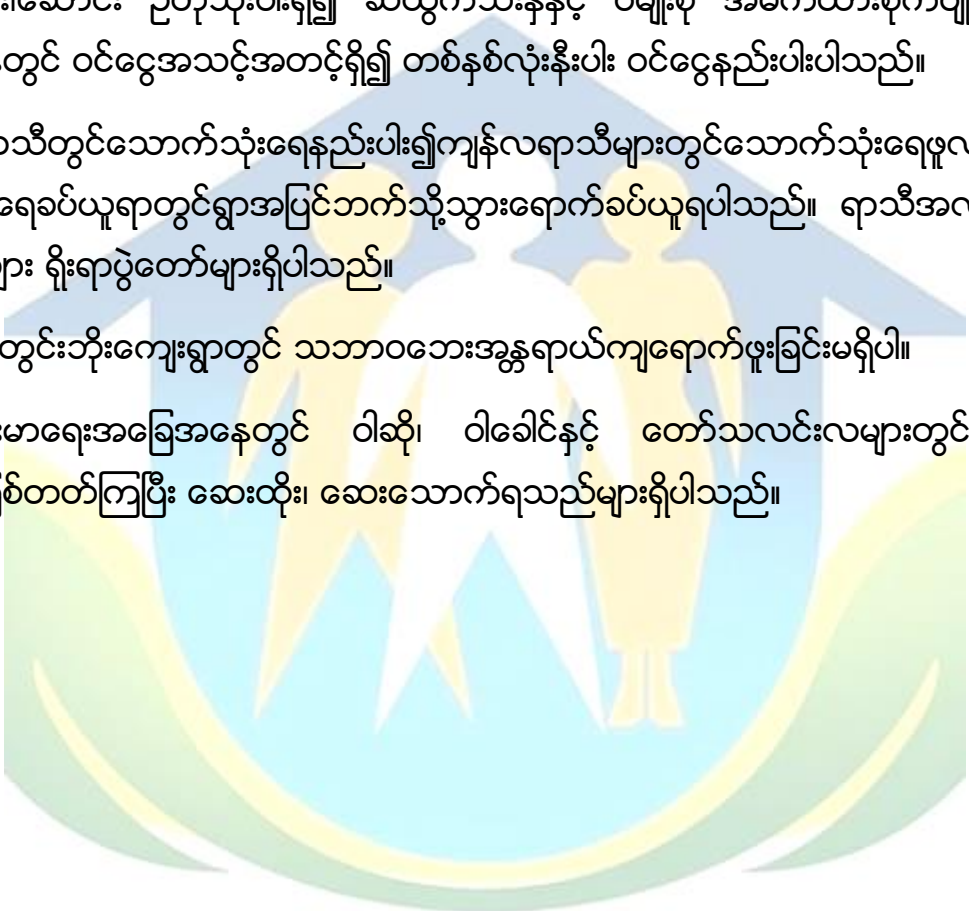 ဥတုသုံးပါးရှိ၍
တွင် ဝင်ငွေအသင့်အတင့်ရှိ၍ တစ်နှစ်လုံးနီးပါး ဝင်ငွေနည်းပါးပါသည်။
သီတွင်သောက်သုံးရေနည်းပါး၍ကျန်လရာသီများတွင်သောက်သုံးရေဖူလ
ရေခပ်ယူရာတွင်ရွာအပြင်ဘက်သို့သွားရောက်ခပ်ယူရပါသည်။ ရာသီအလ
များ ရိုးရာပွဲတော်များရှိပါသည်။
တွင်းဘိုးကျေးရွာတွင် သဘာဝဘေးအန္တရာယ်ကျရောက်ဖူးခြင်းမရှိပါ။
းမာရေးအခြေအနေတွင် ဝါဆို၊ ဝါခေါင်နှင့် တော်သလင်းလများတွင်
ဖြစ်တတ်ကြပြီး ဆေးထိုး၊ ဆေးသောက်ရသည်များရှိပါသည်။